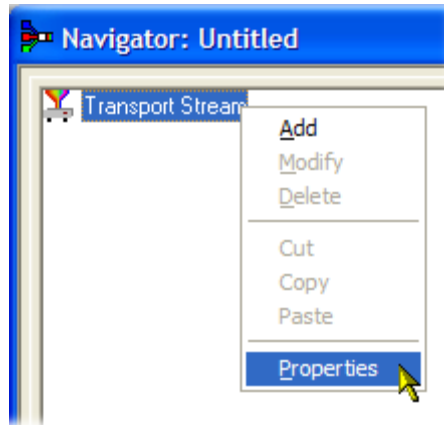 Navigator: Untitled
Transport Stream
Add
Modify
Delete
Cut
Copy
Paste
Properties